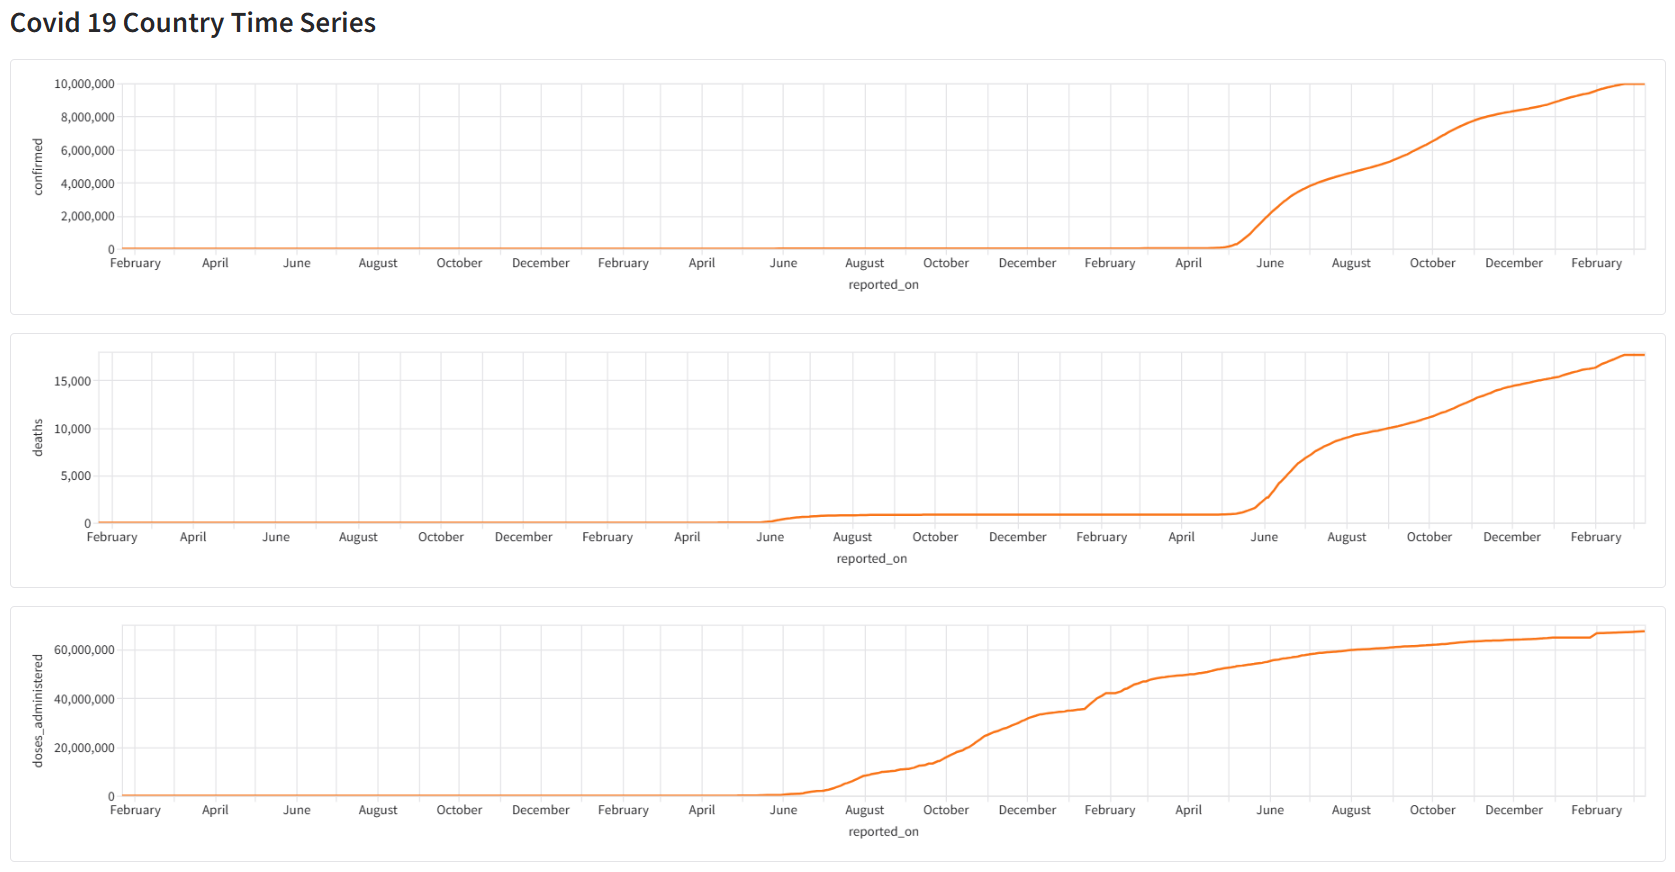 Covid 19 Country Time Series
10,000,000
8,000,000
6,000,000
4,000,000
2,000,000
0
confirmed
February April June August October December February April June August October December February April June August October December February
reported_on
15,000
10,000
5,000
0
deaths
February April June August October December February April June August October December February April June August October December February
reported_on
60,000,000
40,000,000
20,000,000
0
doses_administered
February April June August October December February April June August October December February April June August October December February
reported_on